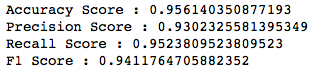 Accuracy Score : 0.956140350877193
Precision Score : 0.9302325581395349
Recall Score : 0.9523809523809523
F1 Score : 0.9411764705882352